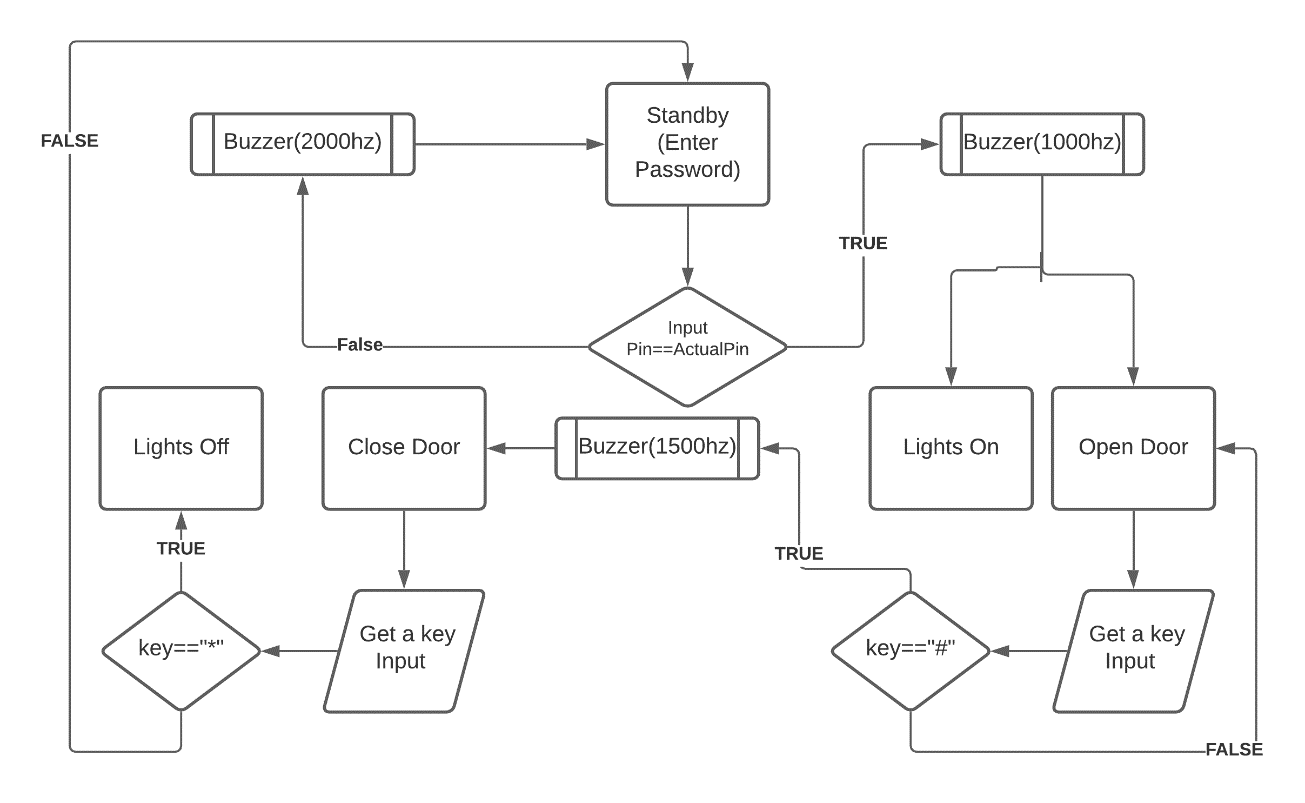 FALSE
Buzzer(2000hz)
Standby
(Enter
Password)
Buzzer(1000hz)
TRUE
Input
Pin==ActualPin
False
Lights Off
Close Door
Buzzer(1500hz)
Lights On
Open Door
TRUE
TRUE
key=="*"
Get a key
Input
key=="#"
Get a key
Input
FALSE